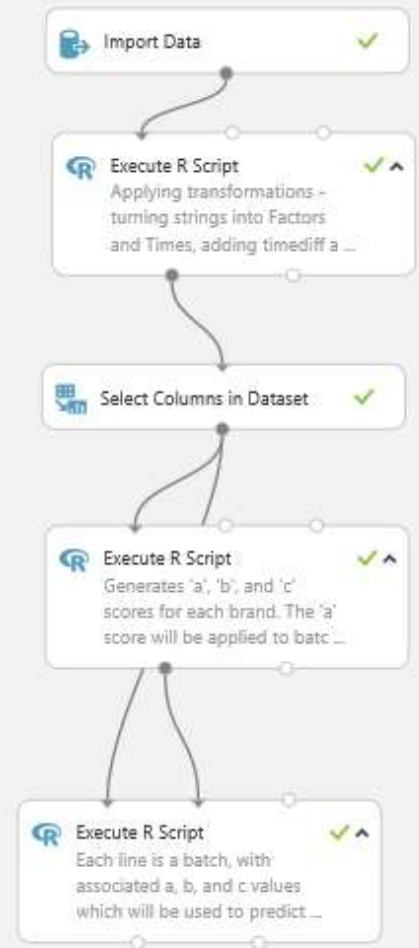 Import Data
Execute R Script
Applying transformations -
turning strings into Factors
and Times, adding timediff a ...
Select Columns in Dataset
Execute R Script
Generates 'a', 'b', and 'c'
scores for each brand. The 'a'
score will be applied to batc ...
Execute R Script
Each line is a batch, with
associated a, b, and c values
which will be used to predict ...